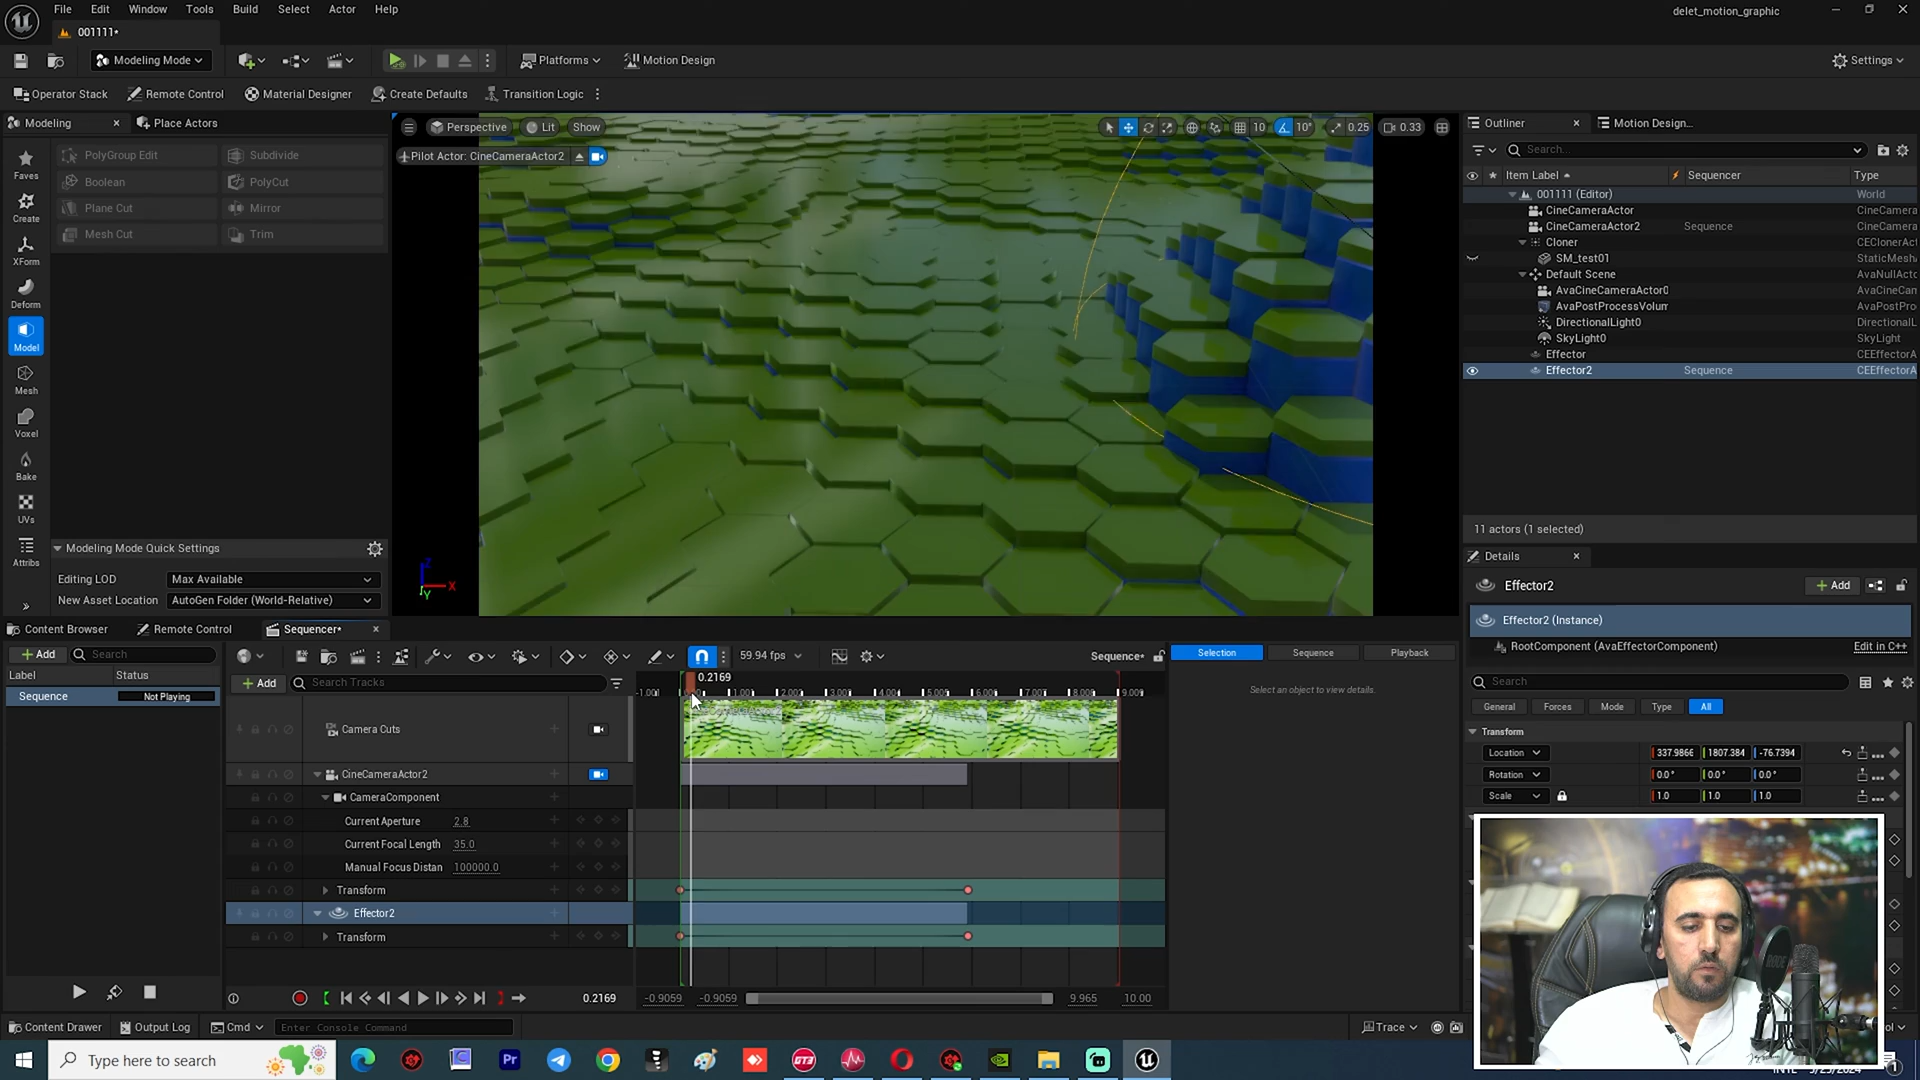 File Edit Window Tools Build Select Actor Help
delet_motion_graphic
001111*
Modeling Mode
Platforms
Motion Design
Settings
Operator Stack
Remote Control
Material Designer
Create Defaults
Transition Logic
Modeling
Place Actors
PolyGroup Edit
Subdivide
Boolean
PolyCut
Plane Cut
Mirror
Mesh Cut
Trim
Faves
Create
XForm
Deform
Model
Mesh
Voxel
Bake
UVs
Attribs
Modeling Mode Quick Settings
Editing LOD
Max Available
New Asset Location
AutoGen Folder (World-Relative)
Perspective
Lit
Show
10
10°
0.25
0.33
Pilot Actor: CineCameraActor2
Z
X
Y
Outliner
Motion Design...
Search...
Item Label
Sequencer
Type
001111 (Editor)
World
CineCameraActor
CineCamera
CineCameraActor2
Sequence
CineCamera
Cloner
CEClonerAct
SM_test01
StaticMesh
Default Scene
AvaNullActo
AvaCineCameraActor0
AvaCineCam
AvaPostProcessVolum
AvaPostPro
DirectionalLight0
DirectionalL
SkyLight0
SkyLight
Effector
CEEffectorA
Effector2
Sequence
CEEffectorA
11 actors (1 selected)
Details
Effector2
Add
Effector2 (Instance)
RootComponent (AvaEffectorComponent)
Edit in C++
Search
General
Forces
Mode
Type
All
Transform
Location
337.9866
1807.384
-76.7394
Rotation
0.0°
0.0°
0.0°
Scale
1.0
1.0
1.0
Content Browser
Remote Control
Sequencer*
Add
Search
Label
Status
Sequence
Not Playing
59.94 fps
Sequence*
Add
Search Tracks
0.2169
Camera Cuts
CineCameraActor2
CameraComponent
Current Aperture
2.8
Current Focal Length
35.0
Manual Focus Distan
100000.0
Transform
Effector2
Transform
0.2169
-0.9059
-0.9059
9.965
10.00
Selection
Sequence
Playback
Select an object to view details.
RODE
Content Drawer
Output Log
Cmd
Enter Console Command
Trace
Type here to search
Pr